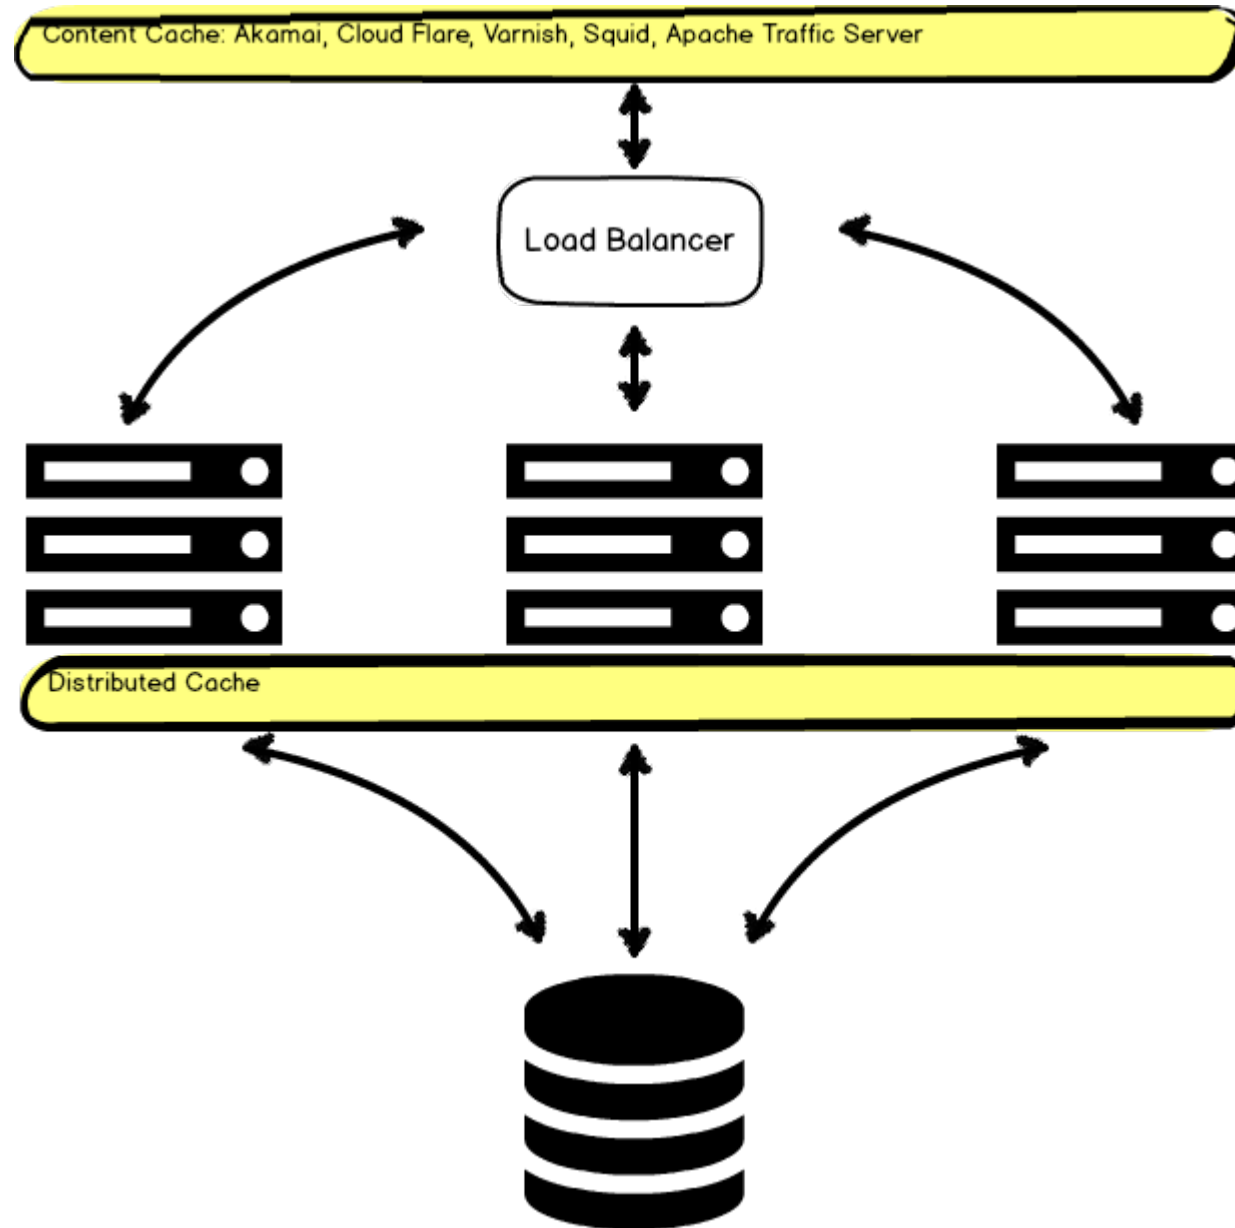 Content Cache: Akamai, Cloud Flare, Varnish, Squid, Apache Traffic Server
Load Balancer
Distributed Cache